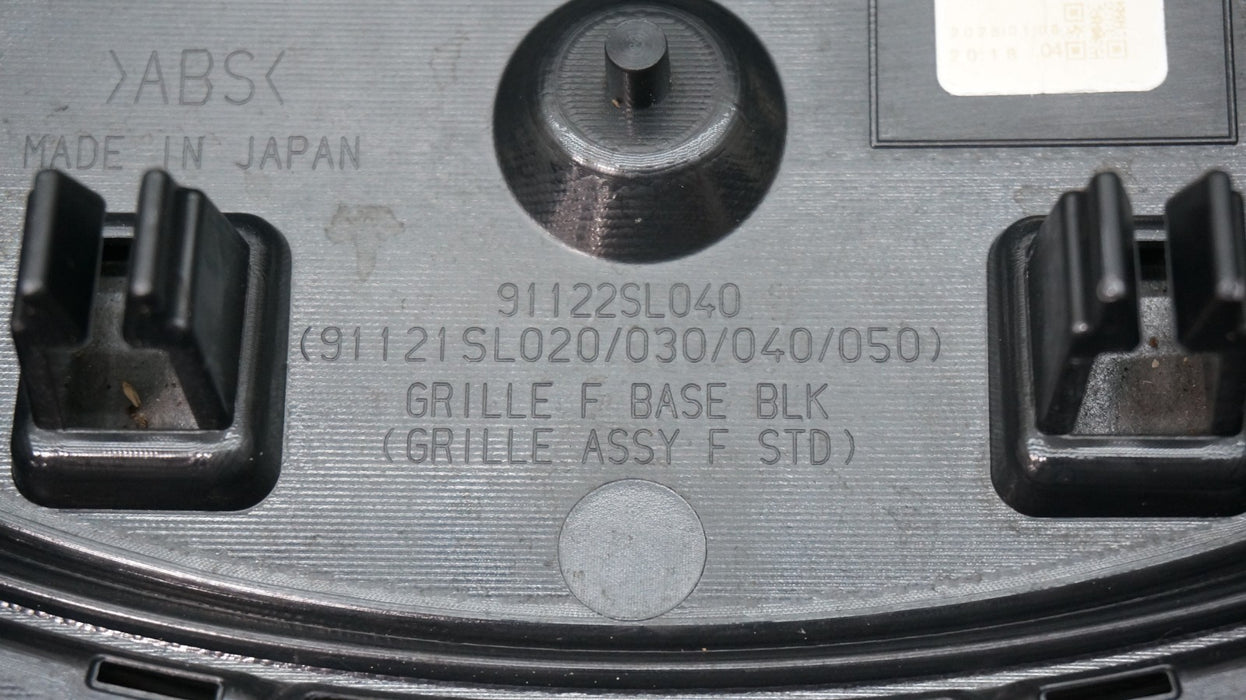 >ABS<
MADE IN JAPAN
91122SL040
(91121SL020/030/040/050)
GRILLE F BASE BLK
(GRILLE ASSY F STD)